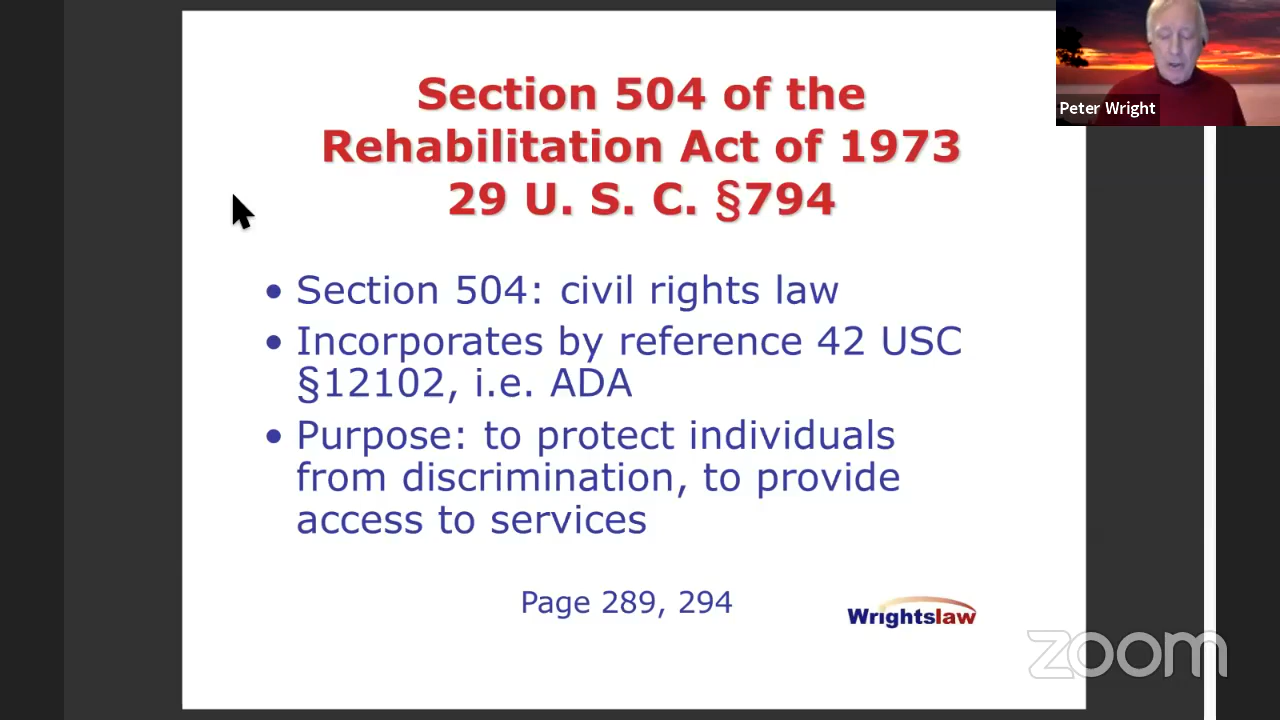 Section 504 of the
Rehabilitation Act of 1973
29 U. S. C. §794
• Section 504: civil rights law
• Incorporates by reference 42 USC
§12102, i.e. ADA
• Purpose: to protect individuals
from discrimination, to provide
access to services
Page 289, 294
Wrightslaw
Peter Wright
zoom